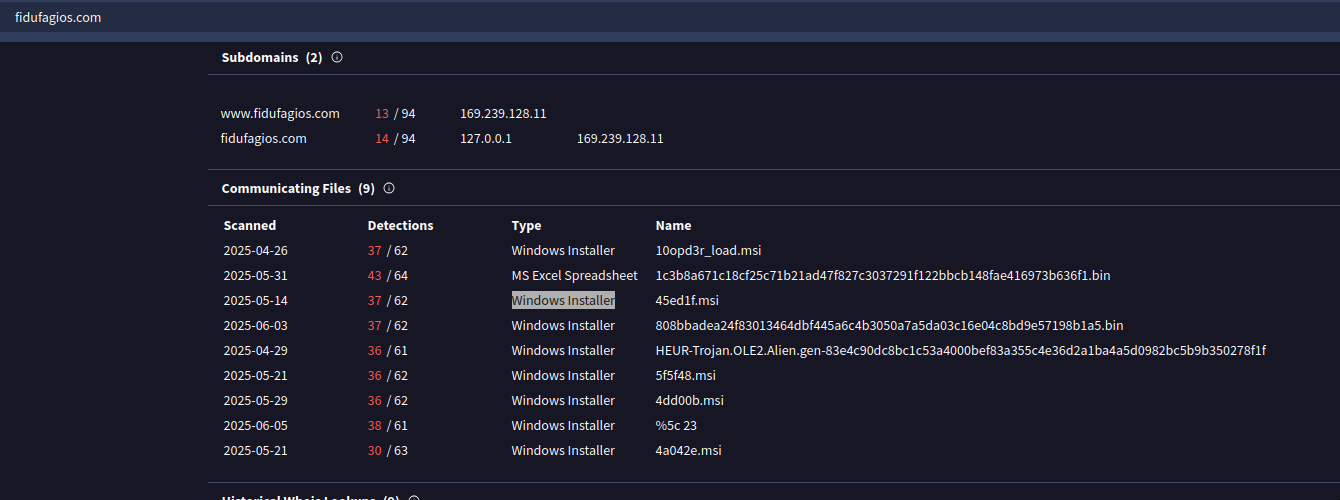 fidufagios.com
Subdomains (2)
www.fidufagios.com 13 / 94 169.239.128.11
fidufagios.com 14 / 94 127.0.0.1 169.239.128.11
Communicating Files (9)
Scanned Detections Type Name
2025-04-26 37 / 62 Windows Installer 10opd3r_load.msi
2025-05-31 43 / 64 MS Excel Spreadsheet 1c3b8a671c18cf25c71b21ad47f827c3037291f122bbcb148fae416973b636f1.bin
2025-05-14 37 / 62 Windows Installer 45ed1f.msi
2025-06-03 37 / 62 Windows Installer 808bbadea24f83013464dbf445a6c4b3050a7a5da03c16e04c8bd9e57198b1a5.bin
2025-04-29 36 / 61 Windows Installer HEUR-Trojan.OLE2.Alien.gen-83e4c90dc8bc1c53a4000bef83a355c4e36d2a1ba4a5d0982bc5b9b350278f1f
2025-05-21 36 / 62 Windows Installer 5f5f48.msi
2025-05-29 36 / 62 Windows Installer 4dd00b.msi
2025-06-05 38 / 61 Windows Installer %5c 23
2025-05-21 30 / 63 Windows Installer 4a042e.msi
Historical Whois Lookups